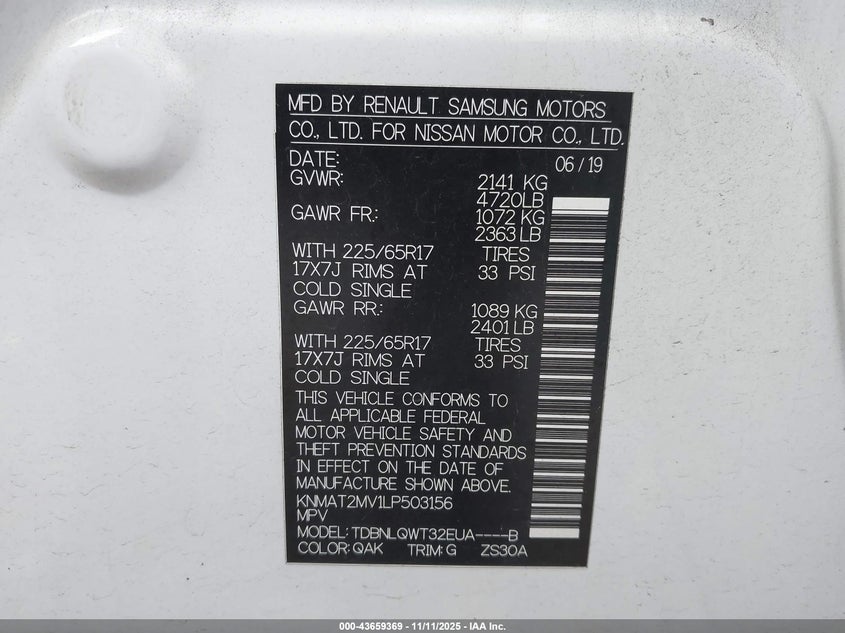 MFD BY RENAULT SAMSUNG MOTORS
CO., LTD. FOR NISSAN MOTOR CO., LTD.
DATE: 06 / 19
GVWR: 2141 KG
4720LB
GAWR FR.: 1072 KG
2363 LB
WITH 225/65R17 TIRES
17X7J RIMS AT 33 PSI
COLD SINGLE
GAWR RR.: 1089 KG
2401 LB
WITH 225/65R17 TIRES
17X7J RIMS AT 33 PSI
COLD SINGLE
THIS VEHICLE CONFORMS TO
ALL APPLICABLE FEDERAL
MOTOR VEHICLE SAFETY AND
THEFT PREVENTION STANDARDS
IN EFFECT ON THE DATE OF
MANUFACTURE SHOWN ABOVE.
KNMAT2MV1LP503156
MPV
MODEL: TDBNLQWT32EUA----B
COLOR: QAK TRIM: G ZS30A
000-43659369 - 11/11/2025 - IAA Inc.